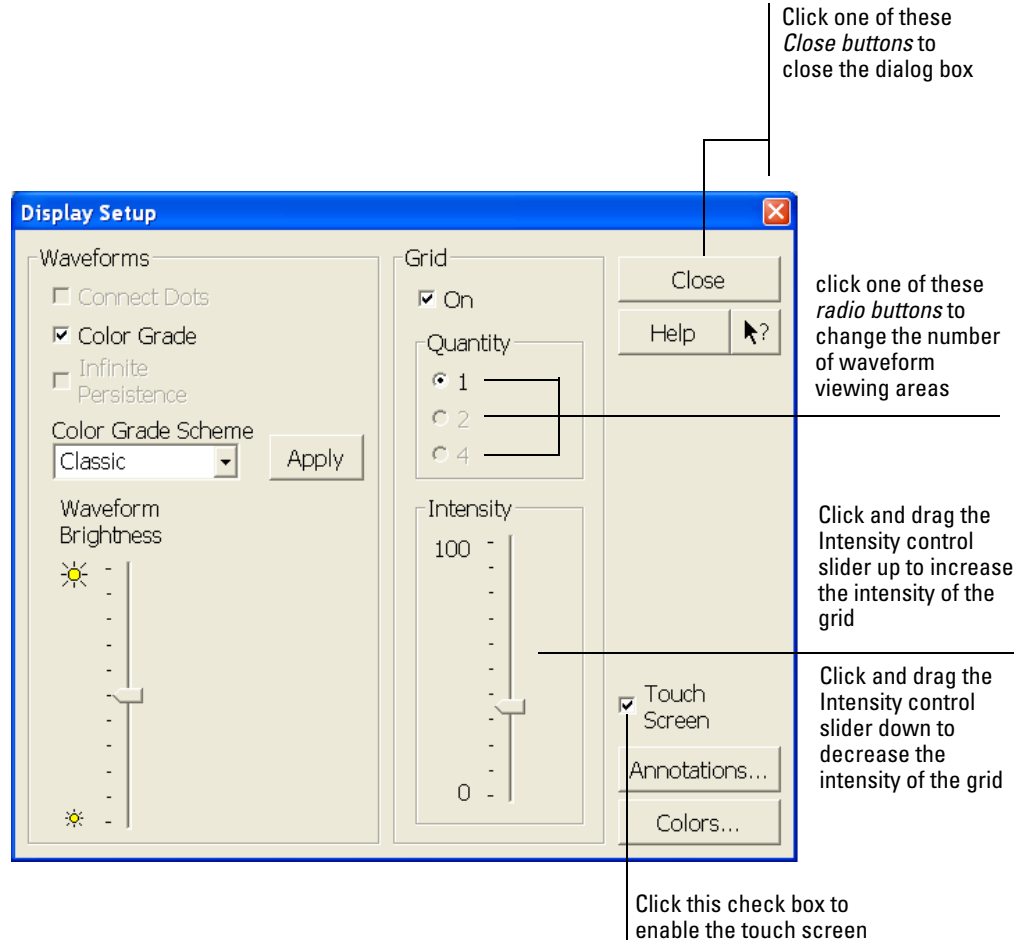 Click one of these
Close buttons to
close the dialog box
Display Setup
Waveforms
Connect Dots
Color Grade
Infinite
Persistence
Color Grade Scheme
Classic
Apply
Waveform
Brightness
Grid
On
Quantity
1
2
4
Intensity
100
0
Close
Help
?
Touch
Screen
Annotations...
Colors...
click one of these
radio buttons to
change the number
of waveform
viewing areas
Click and drag the
Intensity control
slider up to increase
the intensity of the
grid
Click and drag the
Intensity control
slider down to
decrease the
intensity of the grid
Click this check box to
enable the touch screen